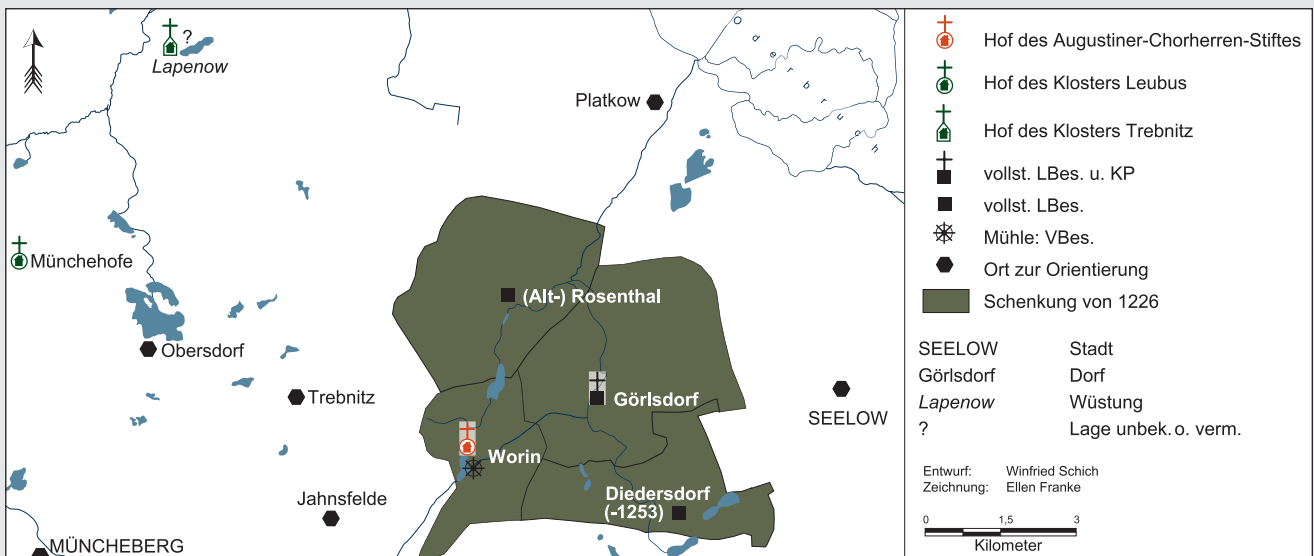 ?
Lapenow
Platkow
Oderbruch
Münchehofe
(Alt-) Rosenthal
Obersdorf
Trebnitz
Görlsdorf
SEELOW
Worin
Jahnsfelde
Diedersdorf
(-1253)
MÜNCHEBERG
Hof des Augustiner-Chorherren-Stiftes
Hof des Klosters Leubus
Hof des Klosters Trebnitz
vollst. LBes. u. KP
vollst. LBes.
Mühle: VBes.
Ort zur Orientierung
Schenkung von 1226
SEELOW Stadt
Görlsdorf Dorf
Lapenow Wüstung
? Lage unbek. o. verm.
Entwurf: Winfried Schich
Zeichnung: Ellen Franke
0 1,5 3
Kilometer